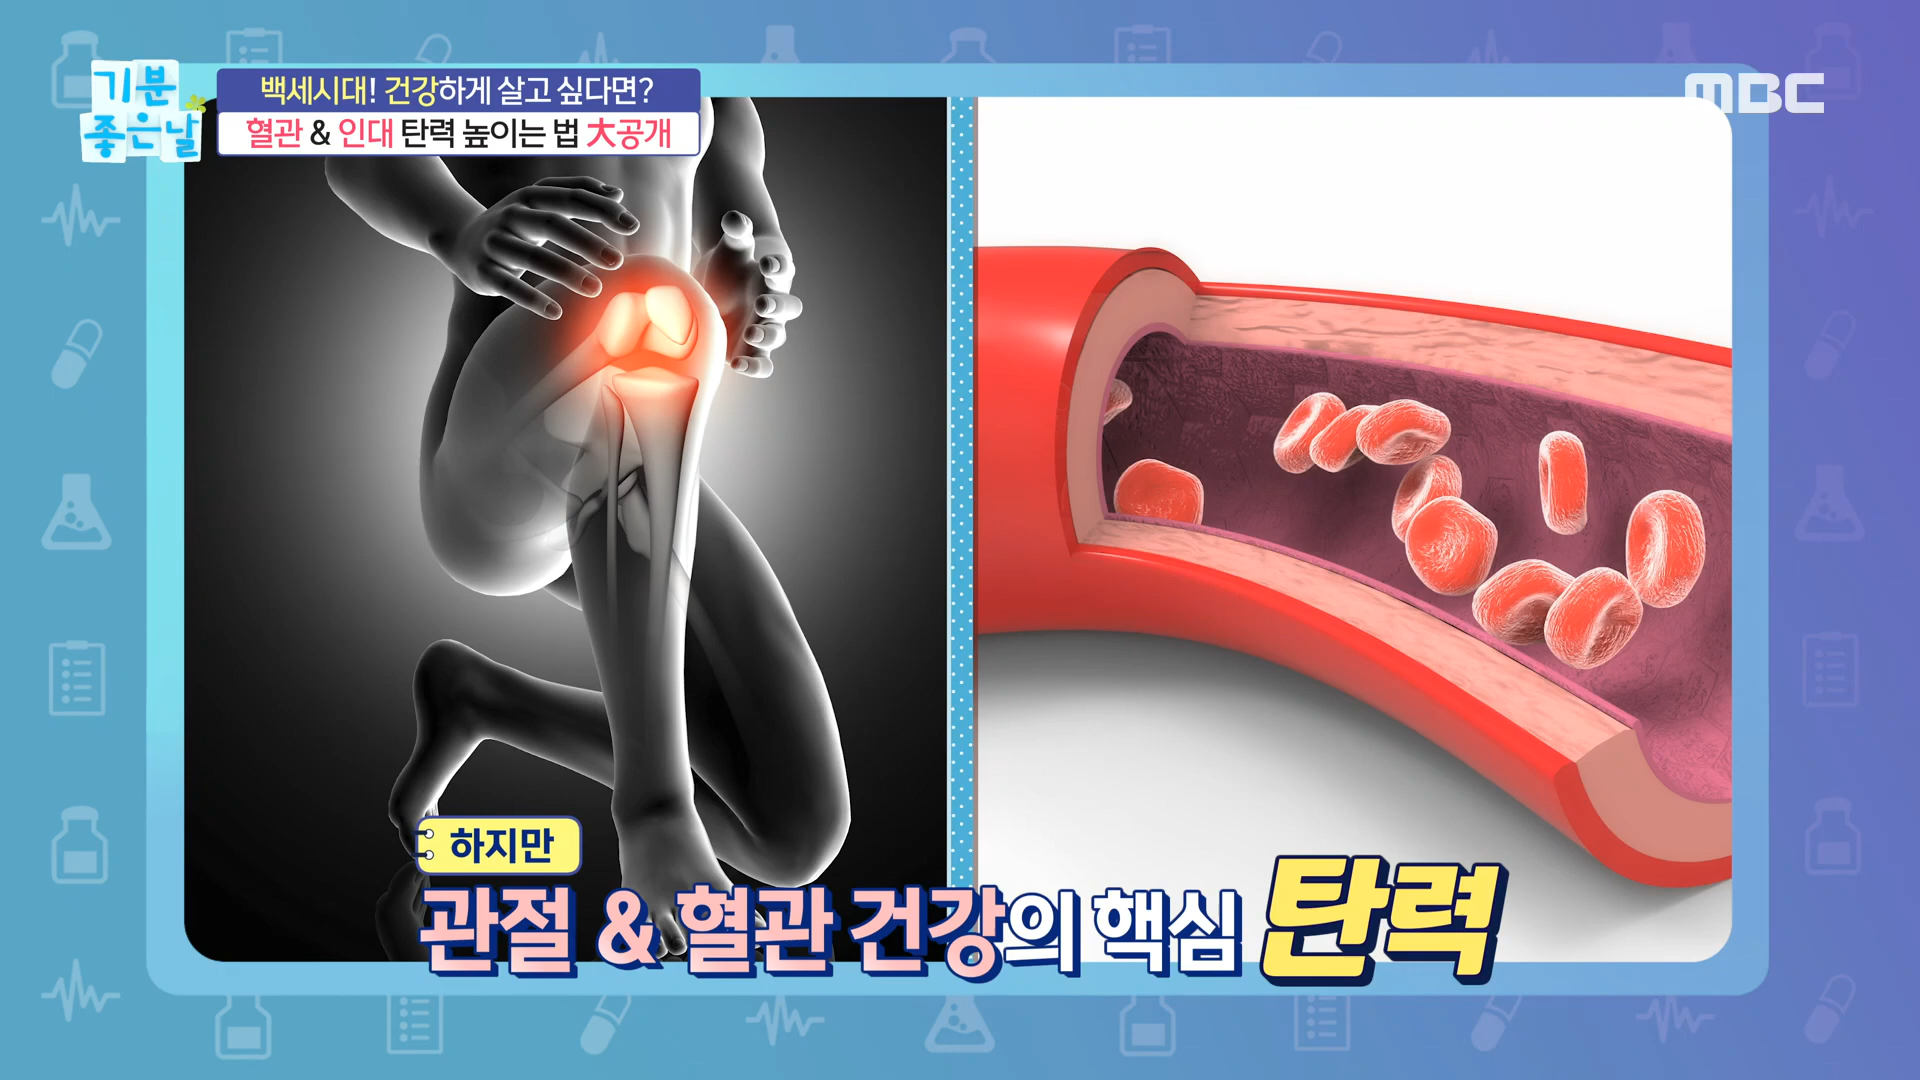 기분
좋은날
백세시대! 건강하게 살고 싶다면?
혈관 & 인대 탄력 높이는 법 大공개
MBC
하지만
관절 & 혈관 건강의 핵심 탄력